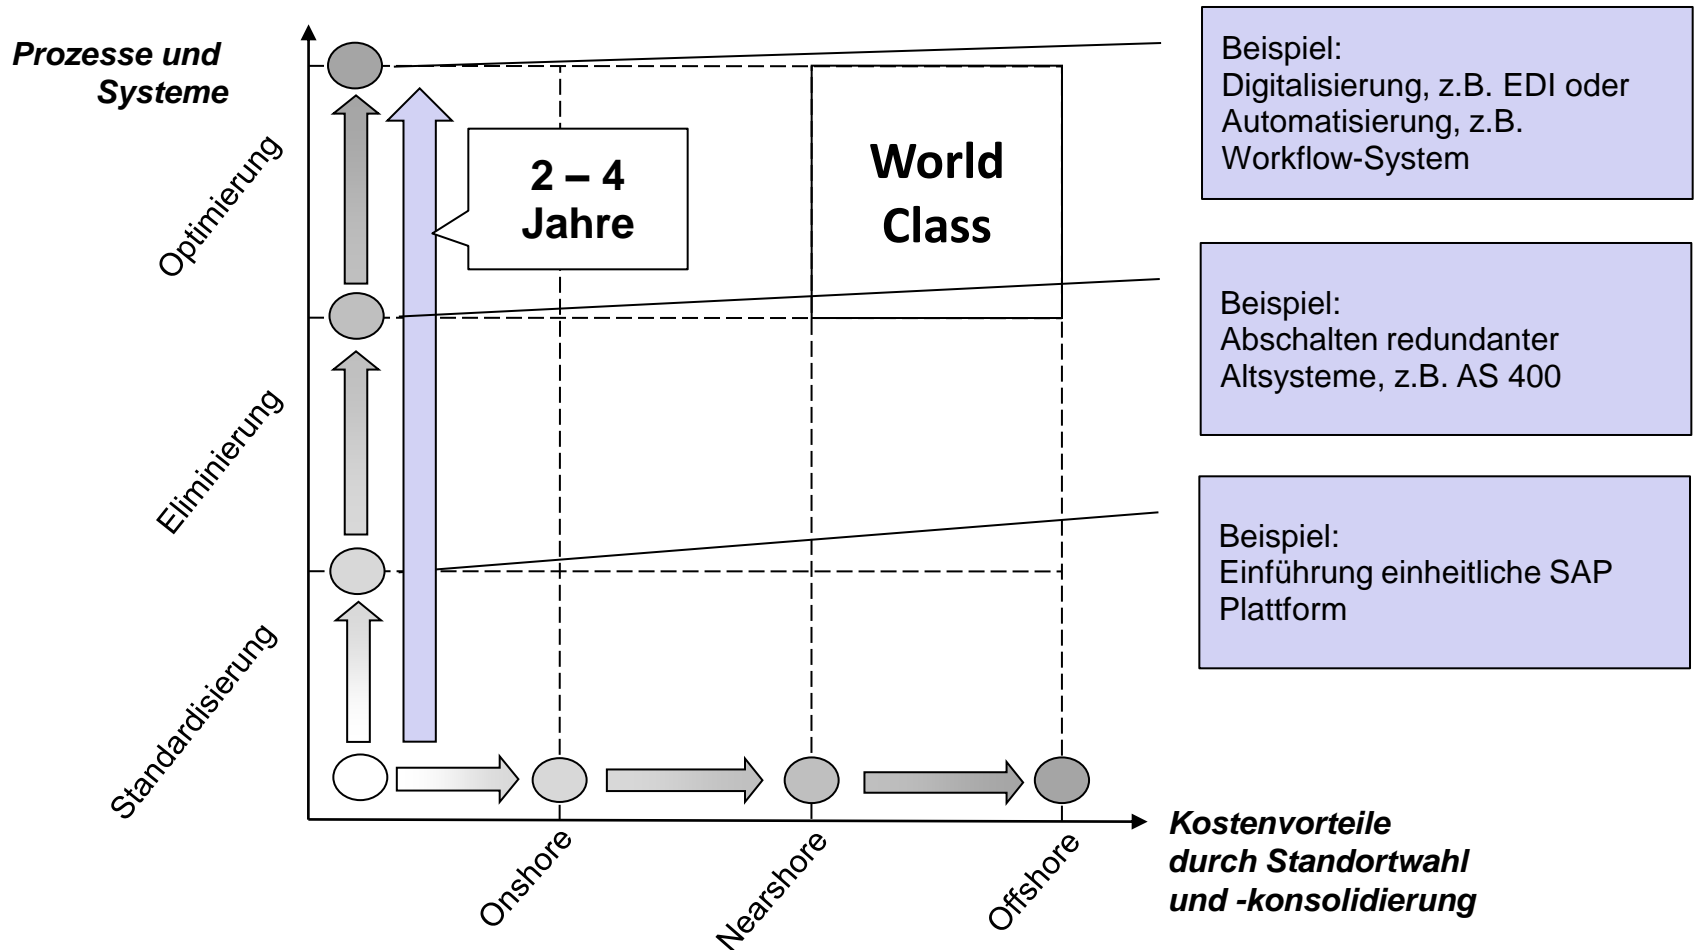 Prozesse und
Systeme
Optimierung
Eliminierung
Standardisierung
2 – 4
Jahre
World
Class
Beispiel:
Digitalisierung, z.B. EDI oder
Automatisierung, z.B.
Workflow-System
Beispiel:
Abschalten redundanter
Altsysteme, z.B. AS 400
Beispiel:
Einführung einheitliche SAP
Plattform
Onshore
Nearshore
Offshore
Kostenvorteile
durch Standortwahl
und -konsolidierung